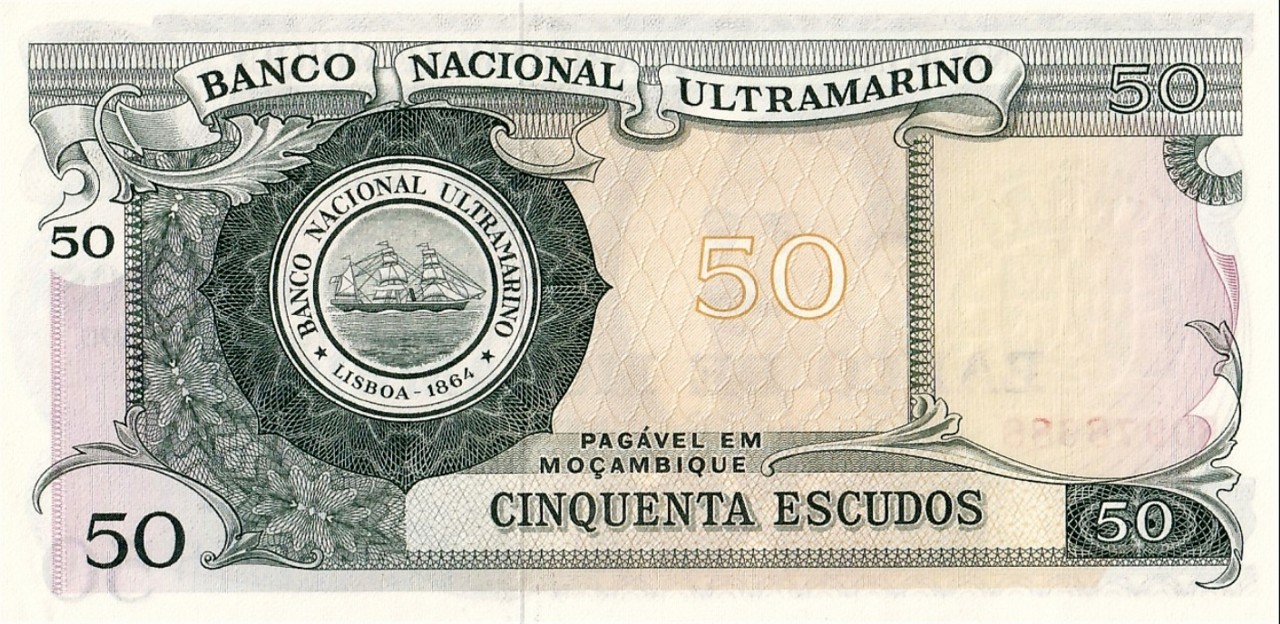 BANCO NACIONAL ULTRAMARINO
50
50
BANCO NACIONAL ULTRAMARINO
LISBOA - 1864
50
PAGÁVEL EM
MOÇAMBIQUE
CINQUENTA ESCUDOS
50
50